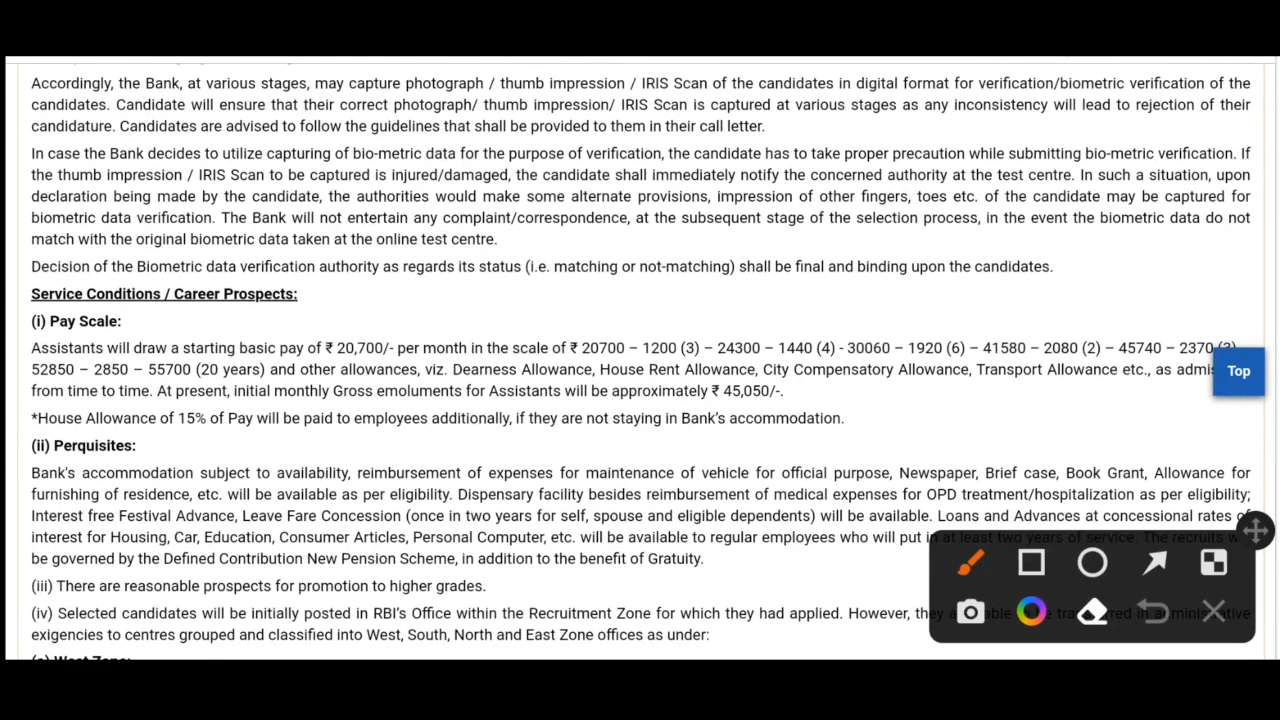 Accordingly, the Bank, at various stages, may capture photograph / thumb impression / IRIS Scan of the candidates in digital format for verification/biometric verification of the
candidates. Candidate will ensure that their correct photograph/ thumb impression/ IRIS Scan is captured at various stages as any inconsistency will lead to rejection of their
candidature. Candidates are advised to follow the guidelines that shall be provided to them in their call letter.
In case the Bank decides to utilize capturing of bio-metric data for the purpose of verification, the candidate has to take proper precaution while submitting bio-metric verification. If
the thumb impression / IRIS Scan to be captured is injured/damaged, the candidate shall immediately notify the concerned authority at the test centre. In such a situation, upon
declaration being made by the candidate, the authorities would make some alternate provisions, impression of other fingers, toes etc. of the candidate may be captured for
biometric data verification. The Bank will not entertain any complaint/correspondence, at the subsequent stage of the selection process, in the event the biometric data do not
match with the original biometric data taken at the online test centre.
Decision of the Biometric data verification authority as regards its status (i.e. matching or not-matching) shall be final and binding upon the candidates.
Service Conditions / Career Prospects:
(i) Pay Scale:
Assistants will draw a starting basic pay of ₹ 20,700/- per month in the scale of ₹ 20700 – 1200 (3) – 24300 – 1440 (4) - 30060 – 1920 (6) – 41580 – 2080 (2) – 45740 – 2370 (3)
52850 – 2850 – 55700 (20 years) and other allowances, viz. Dearness Allowance, House Rent Allowance, City Compensatory Allowance, Transport Allowance etc., as
Top
from time to time. At present, initial monthly Gross emoluments for Assistants will be approximately ₹ 45,050/-.
*House Allowance of 15% of Pay will be paid to employees additionally, if they are not staying in Bank's accommodation.
(ii) Perquisites:
Bank's accommodation subject to availability, reimbursement of expenses for maintenance of vehicle for official purpose, Newspaper, Brief case, Book Grant, Allowance for
furnishing of residence, etc. will be available as per eligibility. Dispensary facility besides reimbursement of medical expenses for OPD treatment/hospitalization as per eligibility;
Interest free Festival Advance, Leave Fare Concession (once in two years for self, spouse and eligible dependents) will be available. Loans and Advances at concessional rates of
interest for Housing, Car, Education, Consumer Articles, Personal Computer, etc. will be available to regular employees who will put in at least two years of service. The recruits
be governed by the Defined Contribution New Pension Scheme, in addition to the benefit of Gratuity.
(iii) There are reasonable prospects for promotion to higher grades.
(iv) Selected candidates will be initially posted in RBI's Office within the Recruitment Zone for which they had applied. However, they
exigencies to centres grouped and classified into West, South, North and East Zone offices as under: